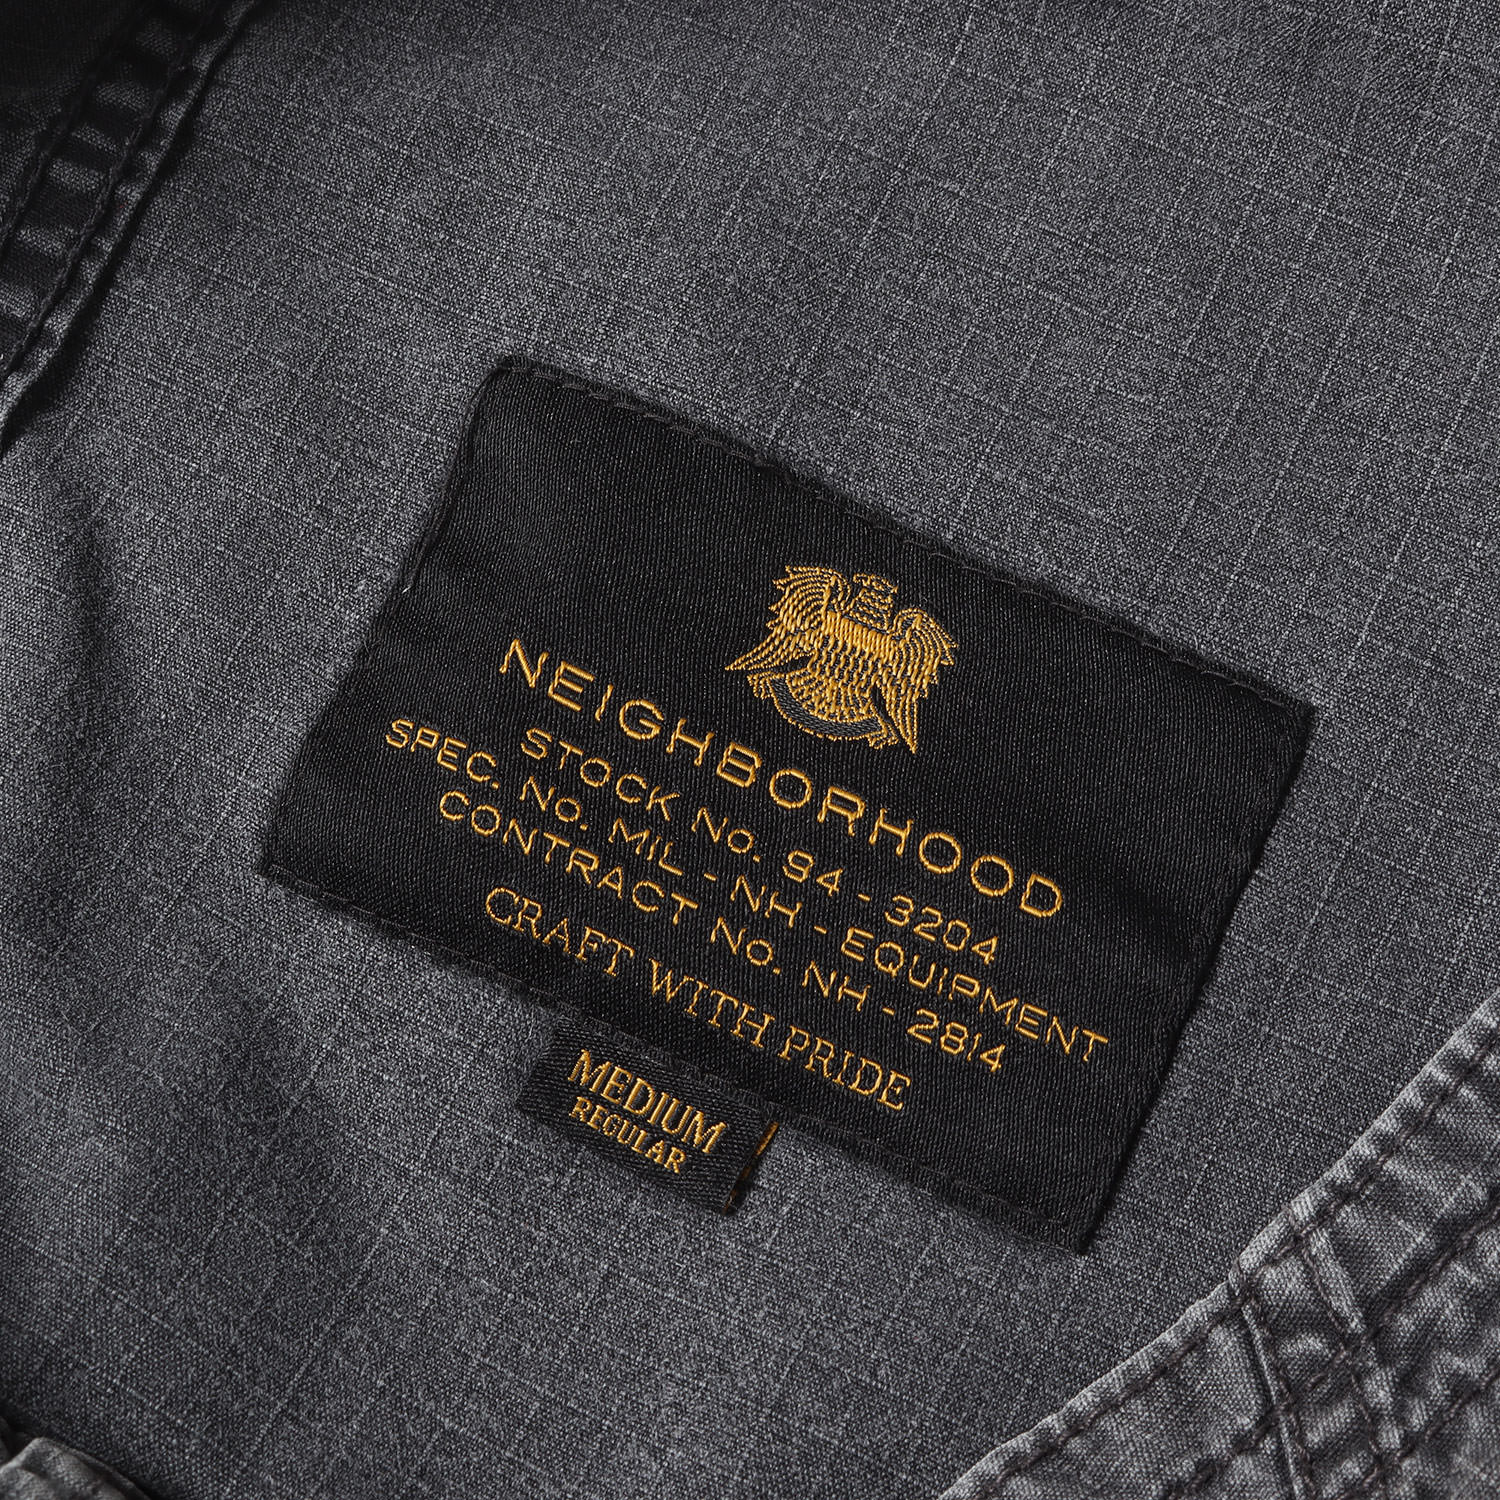 NEIGHBORHOOD
STOCK No. 94 - 3204
SPEC. No. MIL - NH - EQUIPMENT
CONTRACT No. NH - 2814
CRAFT WITH PRIDE
MEDIUM
REGULAR